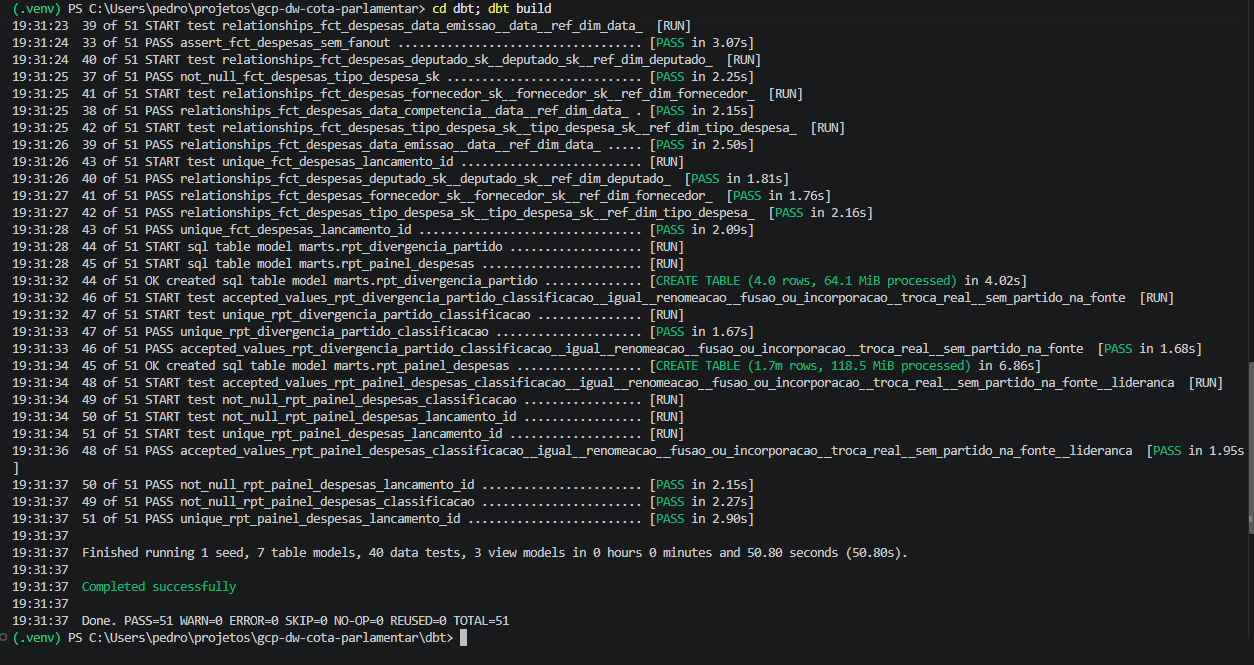 (.venv) PS C:\Users\pedro\projetos\gcp-dw-cota-parlamentar> cd dbt; dbt build
19:31:23  39 of 51 START test relationships_fct_despesas_data_emissao__data__ref_dim_data_  [RUN]
19:31:24  33 of 51 PASS assert_fct_despesas_sem_fanout ................................... [PASS in 3.07s]
19:31:24  40 of 51 START test relationships_fct_despesas_deputado_sk__deputado_sk__ref_dim_deputado_  [RUN]
19:31:25  37 of 51 PASS not_null_fct_despesas_tipo_despesa_sk ............................ [PASS in 2.25s]
19:31:25  41 of 51 START test relationships_fct_despesas_fornecedor_sk__fornecedor_sk__ref_dim_fornecedor_  [RUN]
19:31:25  38 of 51 PASS relationships_fct_despesas_data_competencia__data__ref_dim_data_ . [PASS in 2.15s]
19:31:25  42 of 51 START test relationships_fct_despesas_tipo_despesa_sk__tipo_despesa_sk__ref_dim_tipo_despesa_  [RUN]
19:31:26  39 of 51 PASS relationships_fct_despesas_data_emissao__data__ref_dim_data_ ..... [PASS in 2.50s]
19:31:26  43 of 51 START test unique_fct_despesas_lancamento_id .......................... [RUN]
19:31:26  40 of 51 PASS relationships_fct_despesas_deputado_sk__deputado_sk__ref_dim_deputado_  [PASS in 1.81s]
19:31:27  41 of 51 PASS relationships_fct_despesas_fornecedor_sk__fornecedor_sk__ref_dim_fornecedor_  [PASS in 1.76s]
19:31:27  42 of 51 PASS relationships_fct_despesas_tipo_despesa_sk__tipo_despesa_sk__ref_dim_tipo_despesa_  [PASS in 2.16s]
19:31:28  43 of 51 PASS unique_fct_despesas_lancamento_id ................................ [PASS in 2.09s]
19:31:28  44 of 51 START sql table model marts.rpt_divergencia_partido ................... [RUN]
19:31:28  45 of 51 START sql table model marts.rpt_painel_despesas ....................... [RUN]
19:31:32  44 of 51 OK created sql table model marts.rpt_divergencia_partido .............. [CREATE TABLE (4.0 rows, 64.1 MiB processed) in 4.02s]
19:31:32  46 of 51 START test accepted_values_rpt_divergencia_partido_classificacao__igual__renomeacao__fusao_ou_incorporacao__troca_real__sem_partido_na_fonte  [RUN]
19:31:32  47 of 51 START test unique_rpt_divergencia_partido_classificacao ............... [RUN]
19:31:33  47 of 51 PASS unique_rpt_divergencia_partido_classificacao ..................... [PASS in 1.67s]
19:31:33  46 of 51 PASS accepted_values_rpt_divergencia_partido_classificacao__igual__renomeacao__fusao_ou_incorporacao__troca_real__sem_partido_na_fonte  [PASS in 1.68s]
19:31:34  45 of 51 OK created sql table model marts.rpt_painel_despesas .................. [CREATE TABLE (1.7m rows, 118.5 MiB processed) in 6.86s]
19:31:34  48 of 51 START test accepted_values_rpt_painel_despesas_classificacao__igual__renomeacao__fusao_ou_incorporacao__troca_real__sem_partido_na_fonte__lideranca  [RUN]
19:31:34  49 of 51 START test not_null_rpt_painel_despesas_classificacao ................. [RUN]
19:31:34  50 of 51 START test not_null_rpt_painel_despesas_lancamento_id ................. [RUN]
19:31:34  51 of 51 START test unique_rpt_painel_despesas_lancamento_id ................... [RUN]
19:31:36  48 of 51 PASS accepted_values_rpt_painel_despesas_classificacao__igual__renomeacao__fusao_ou_incorporacao__troca_real__sem_partido_na_fonte__lideranca  [PASS in 1.95s
]
19:31:37  50 of 51 PASS not_null_rpt_painel_despesas_lancamento_id ....................... [PASS in 2.15s]
19:31:37  49 of 51 PASS not_null_rpt_painel_despesas_classificacao ....................... [PASS in 2.27s]
19:31:37  51 of 51 PASS unique_rpt_painel_despesas_lancamento_id ......................... [PASS in 2.90s]
19:31:37
19:31:37  Finished running 1 seed, 7 table models, 40 data tests, 3 view models in 0 hours 0 minutes and 50.80 seconds (50.80s).
19:31:37
19:31:37  Completed successfully
19:31:37
19:31:37  Done. PASS=51 WARN=0 ERROR=0 SKIP=0 NO-OP=0 REUSED=0 TOTAL=51
(.venv) PS C:\Users\pedro\projetos\gcp-dw-cota-parlamentar\dbt>